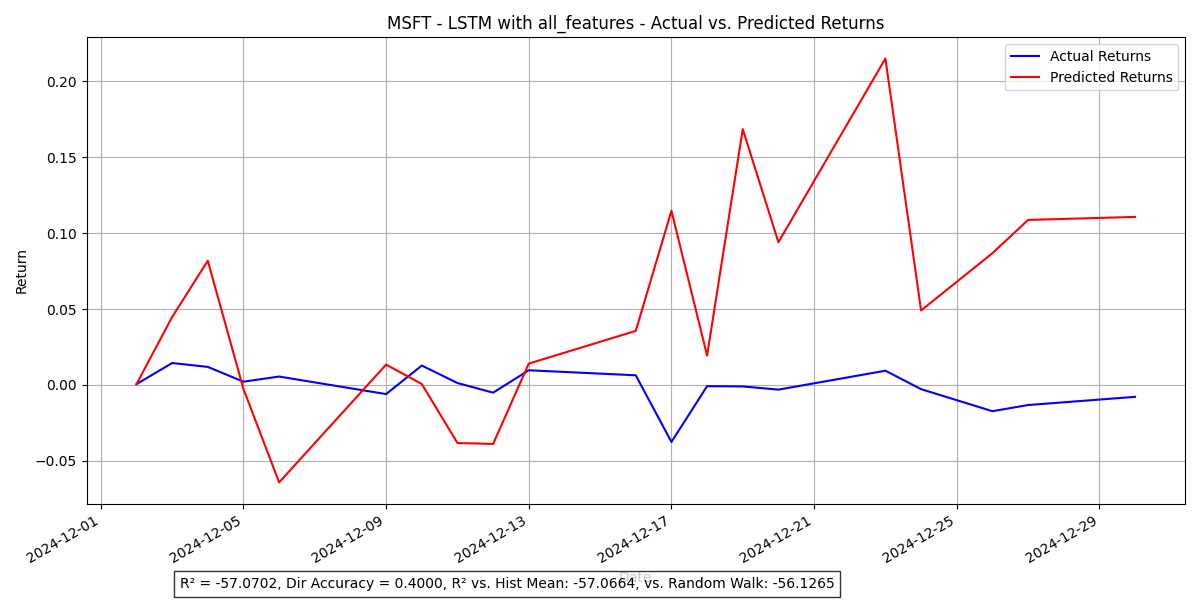 MSFT - LSTM with all_features - Actual vs. Predicted Returns
Actual Returns
Predicted Returns
Return
0.20
0.15
0.10
0.05
0.00
−0.05
2024-12-01
2024-12-05
2024-12-09
2024-12-13
2024-12-17
2024-12-21
2024-12-25
2024-12-29
Date
R² = -57.0702, Dir Accuracy = 0.4000, R² vs. Hist Mean: -57.0664, vs. Random Walk: -56.1265